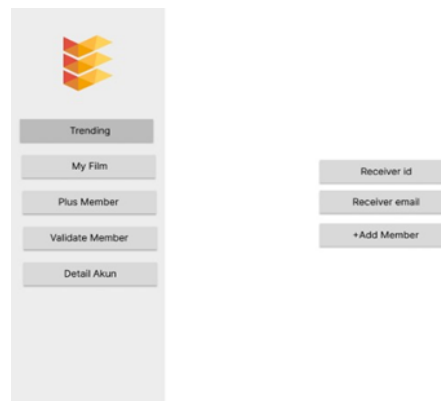 Trending
My Film
Plus Member
Validate Member
Detail Akun
Receiver id
Receiver email
+Add Member